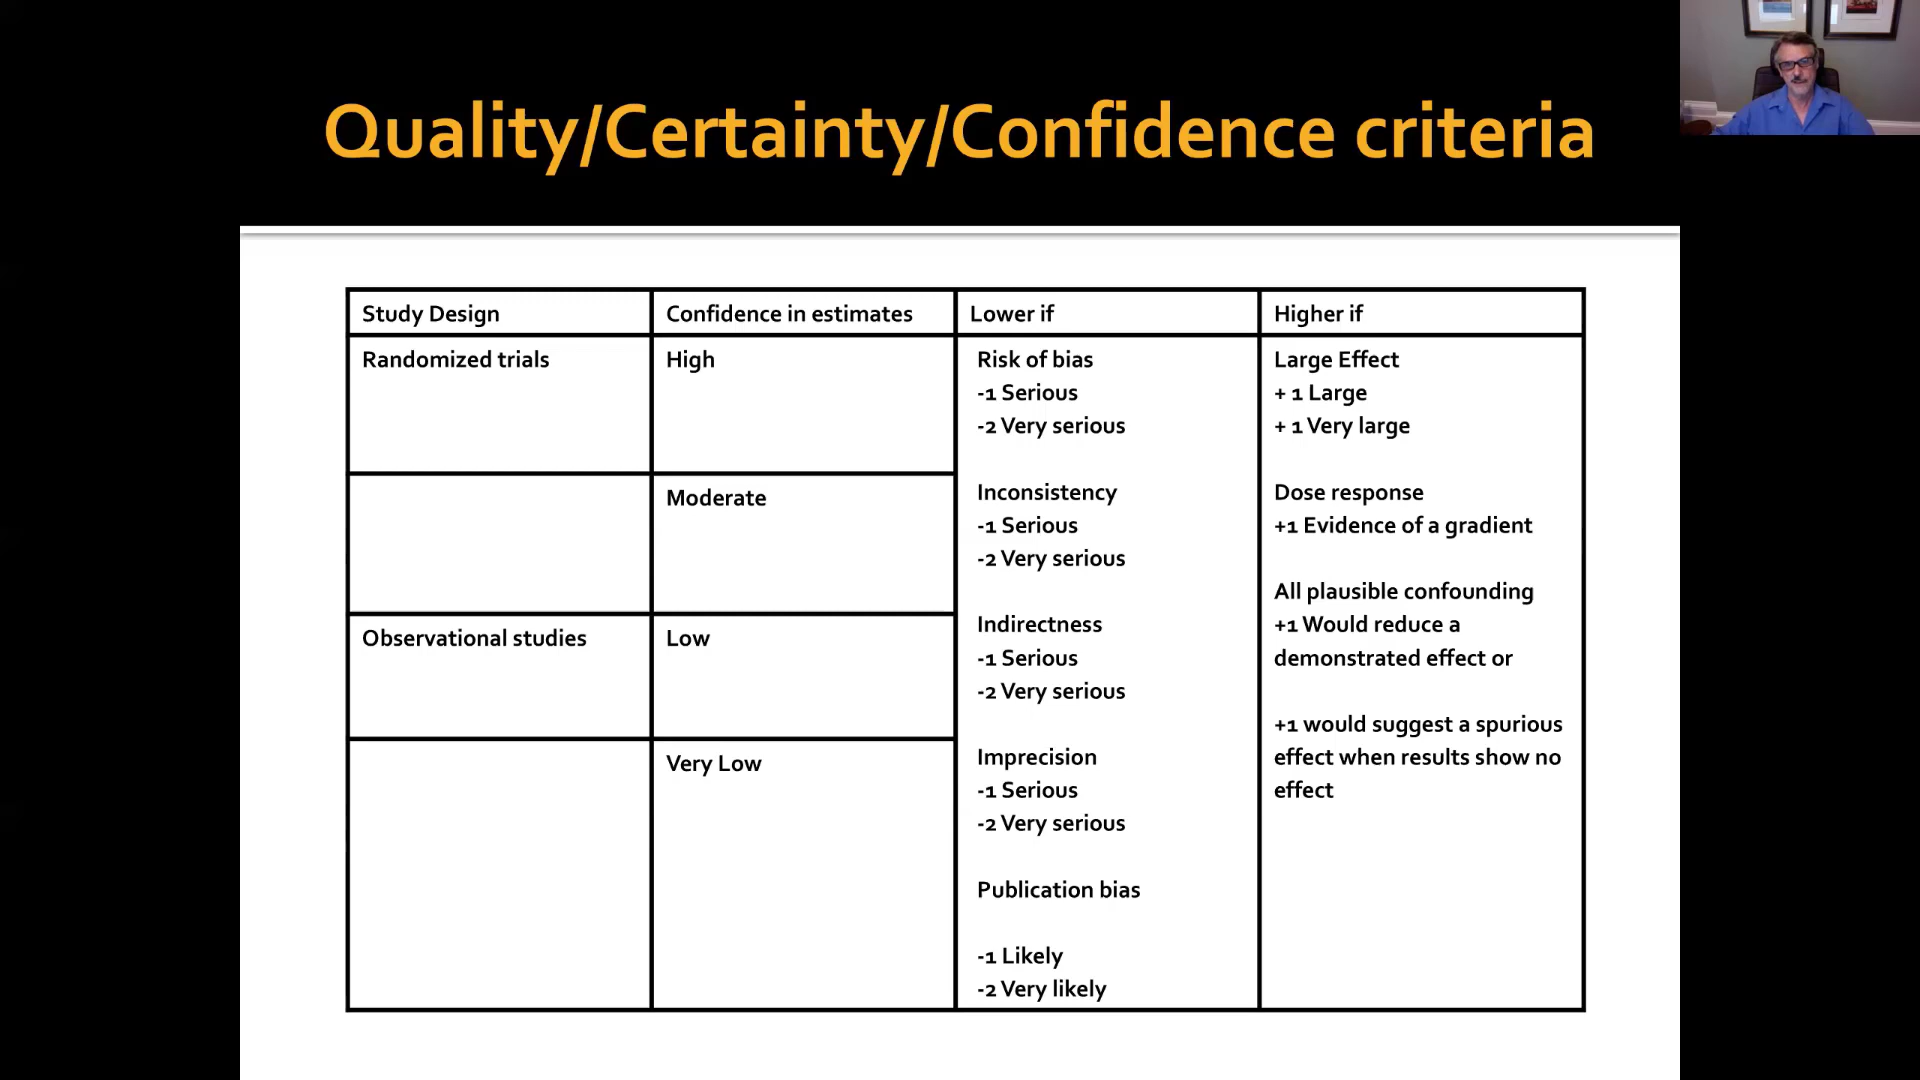 Quality/Certainty/Confidence criteria
Study Design
Confidence in estimates
Lower if
Higher if
Randomized trials
High
Moderate
Observational studies
Low
Very Low
Risk of bias
-1 Serious
-2 Very serious
Inconsistency
-1 Serious
-2 Very serious
Indirectness
-1 Serious
-2 Very serious
Imprecision
-1 Serious
-2 Very serious
Publication bias
-1 Likely
-2 Very likely
Large Effect
+ 1 Large
+ 1 Very large
Dose response
+1 Evidence of a gradient
All plausible confounding
+1 Would reduce a
demonstrated effect or
+1 would suggest a spurious
effect when results show no
effect